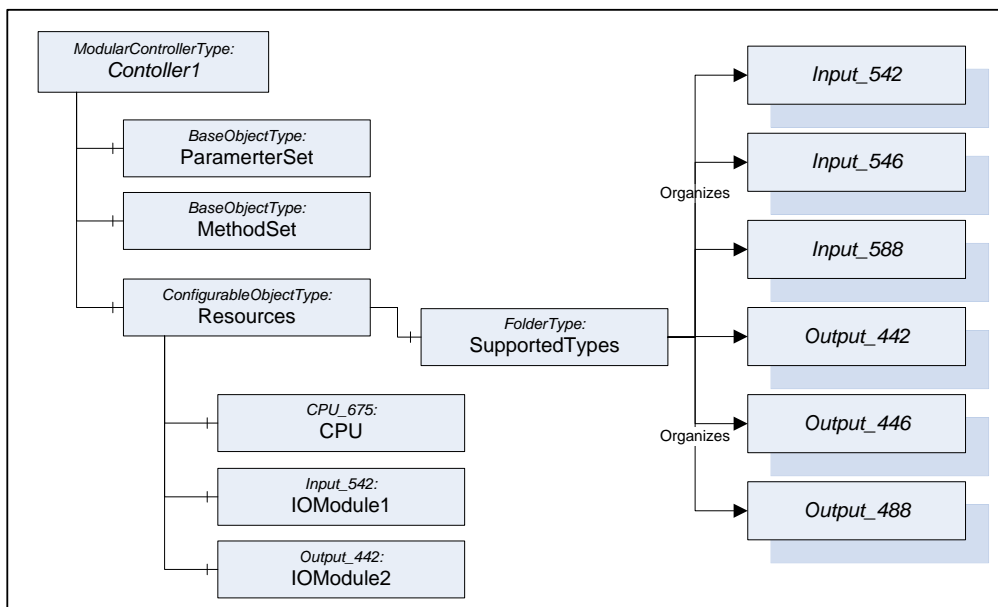 ModularControllerType:
Contoller1
BaseObjectType:
ParamerterSet
BaseObjectType:
MethodSet
ConfigurableObjectType:
Resources
CPU_675:
CPU
Input_542:
IOModule1
Output_442:
IOModule2
FolderType:
SupportedTypes
Organizes
Organizes
Input_542
Input_546
Input_588
Output_442
Output_446
Output_488